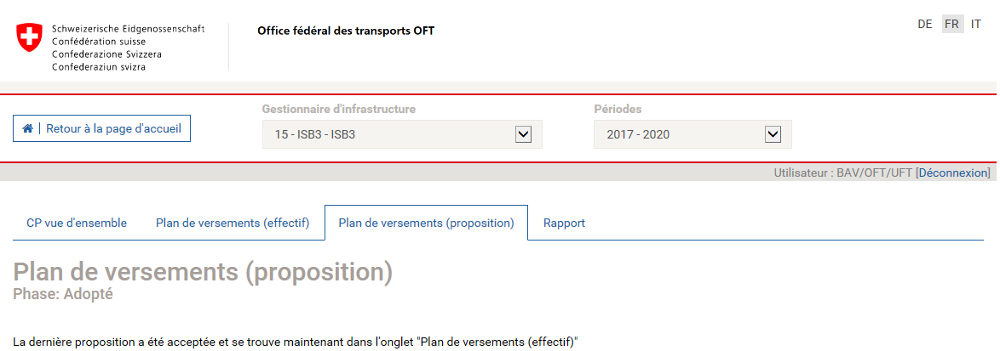 Schweizerische Eidgenossenschaft
Confédération suisse
Confederazione Svizzera
Confederaziun svizra
Office fédéral des transports OFT
DE FR IT
Retour à la page d'accueil
Gestionnaire d'infrastructure
15 - ISB3 - ISB3
Périodes
2017 - 2020
Utilisateur : BAV/OFT/UFT [Déconnexion]
CP vue d'ensemble
Plan de versements (effectif)
Plan de versements (proposition)
Rapport
Plan de versements (proposition)
Phase: Adopté
La dernière proposition a été acceptée et se trouve maintenant dans l'onglet "Plan de versements (effectif)"